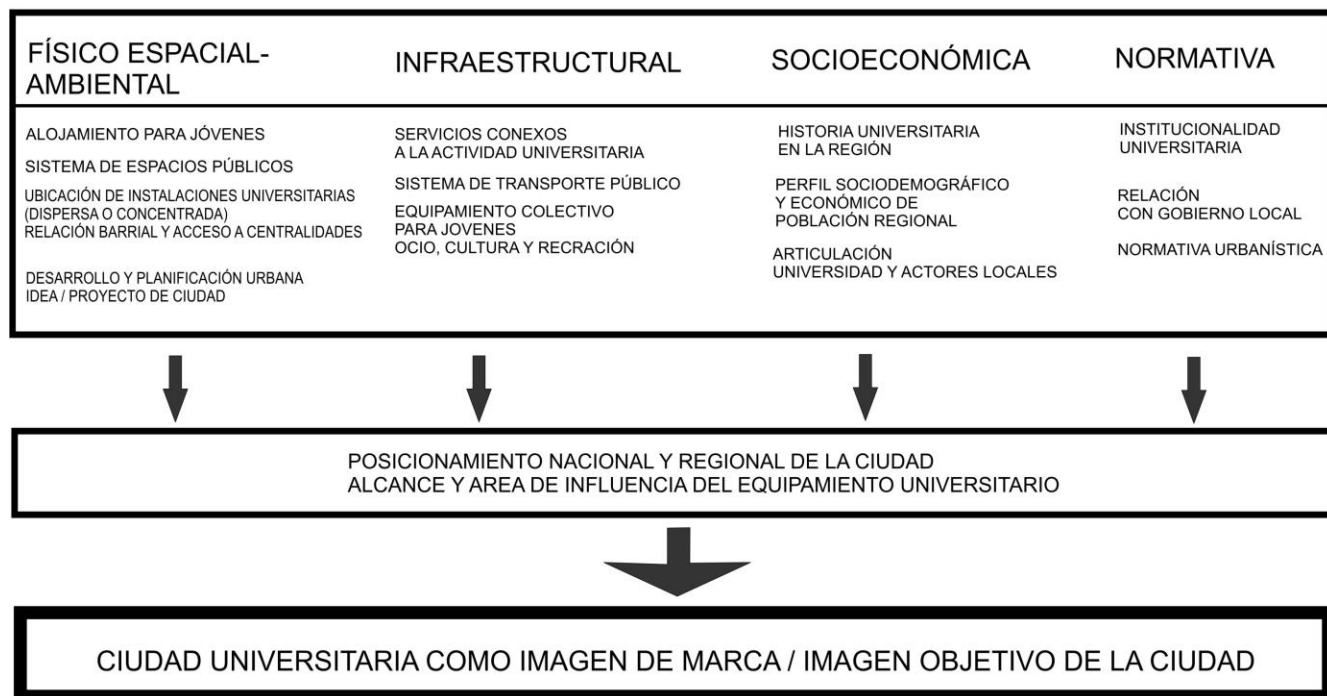 FÍSICO ESPACIAL-
AMBIENTAL
ALOJAMIENTO PARA JÓVENES
SISTEMA DE ESPACIOS PÚBLICOS
UBICACIÓN DE INSTALACIONES UNIVERSITARIAS
(DISPERSA O CONCENTRADA)
RELACIÓN BARRIAL Y ACCESO A CENTRALIDADES
DESARROLLO Y PLANIFICACIÓN URBANA
IDEA / PROYECTO DE CIUDAD
INFRAESTRUCTURAL
SERVICIOS CONEXOS
A LA ACTIVIDAD UNIVERSITARIA
SISTEMA DE TRANSPORTE PÚBLICO
EQUIPAMIENTO COLECTIVO
PARA JOVENES
OCIO, CULTURA Y RECRACIÓN
SOCIOECONÓMICA
HISTORIA UNIVERSITARIA
EN LA REGIÓN
PERFIL SOCIODEMOGRÁFICO
Y ECONÓMICO DE
POBLACIÓN REGIONAL
ARTICULACIÓN
UNIVERSIDAD Y ACTORES LOCALES
NORMATIVA
INSTITUCIONALIDAD
UNIVERSITARIA
RELACIÓN
CON GOBIERNO LOCAL
NORMATIVA URBANÍSTICA
POSICIONAMIENTO NACIONAL Y REGIONAL DE LA CIUDAD
ALCANCE Y AREA DE INFLUENCIA DEL EQUIPAMIENTO UNIVERSITARIO
CIUDAD UNIVERSITARIA COMO IMAGEN DE MARCA / IMAGEN OBJETIVO DE LA CIUDAD